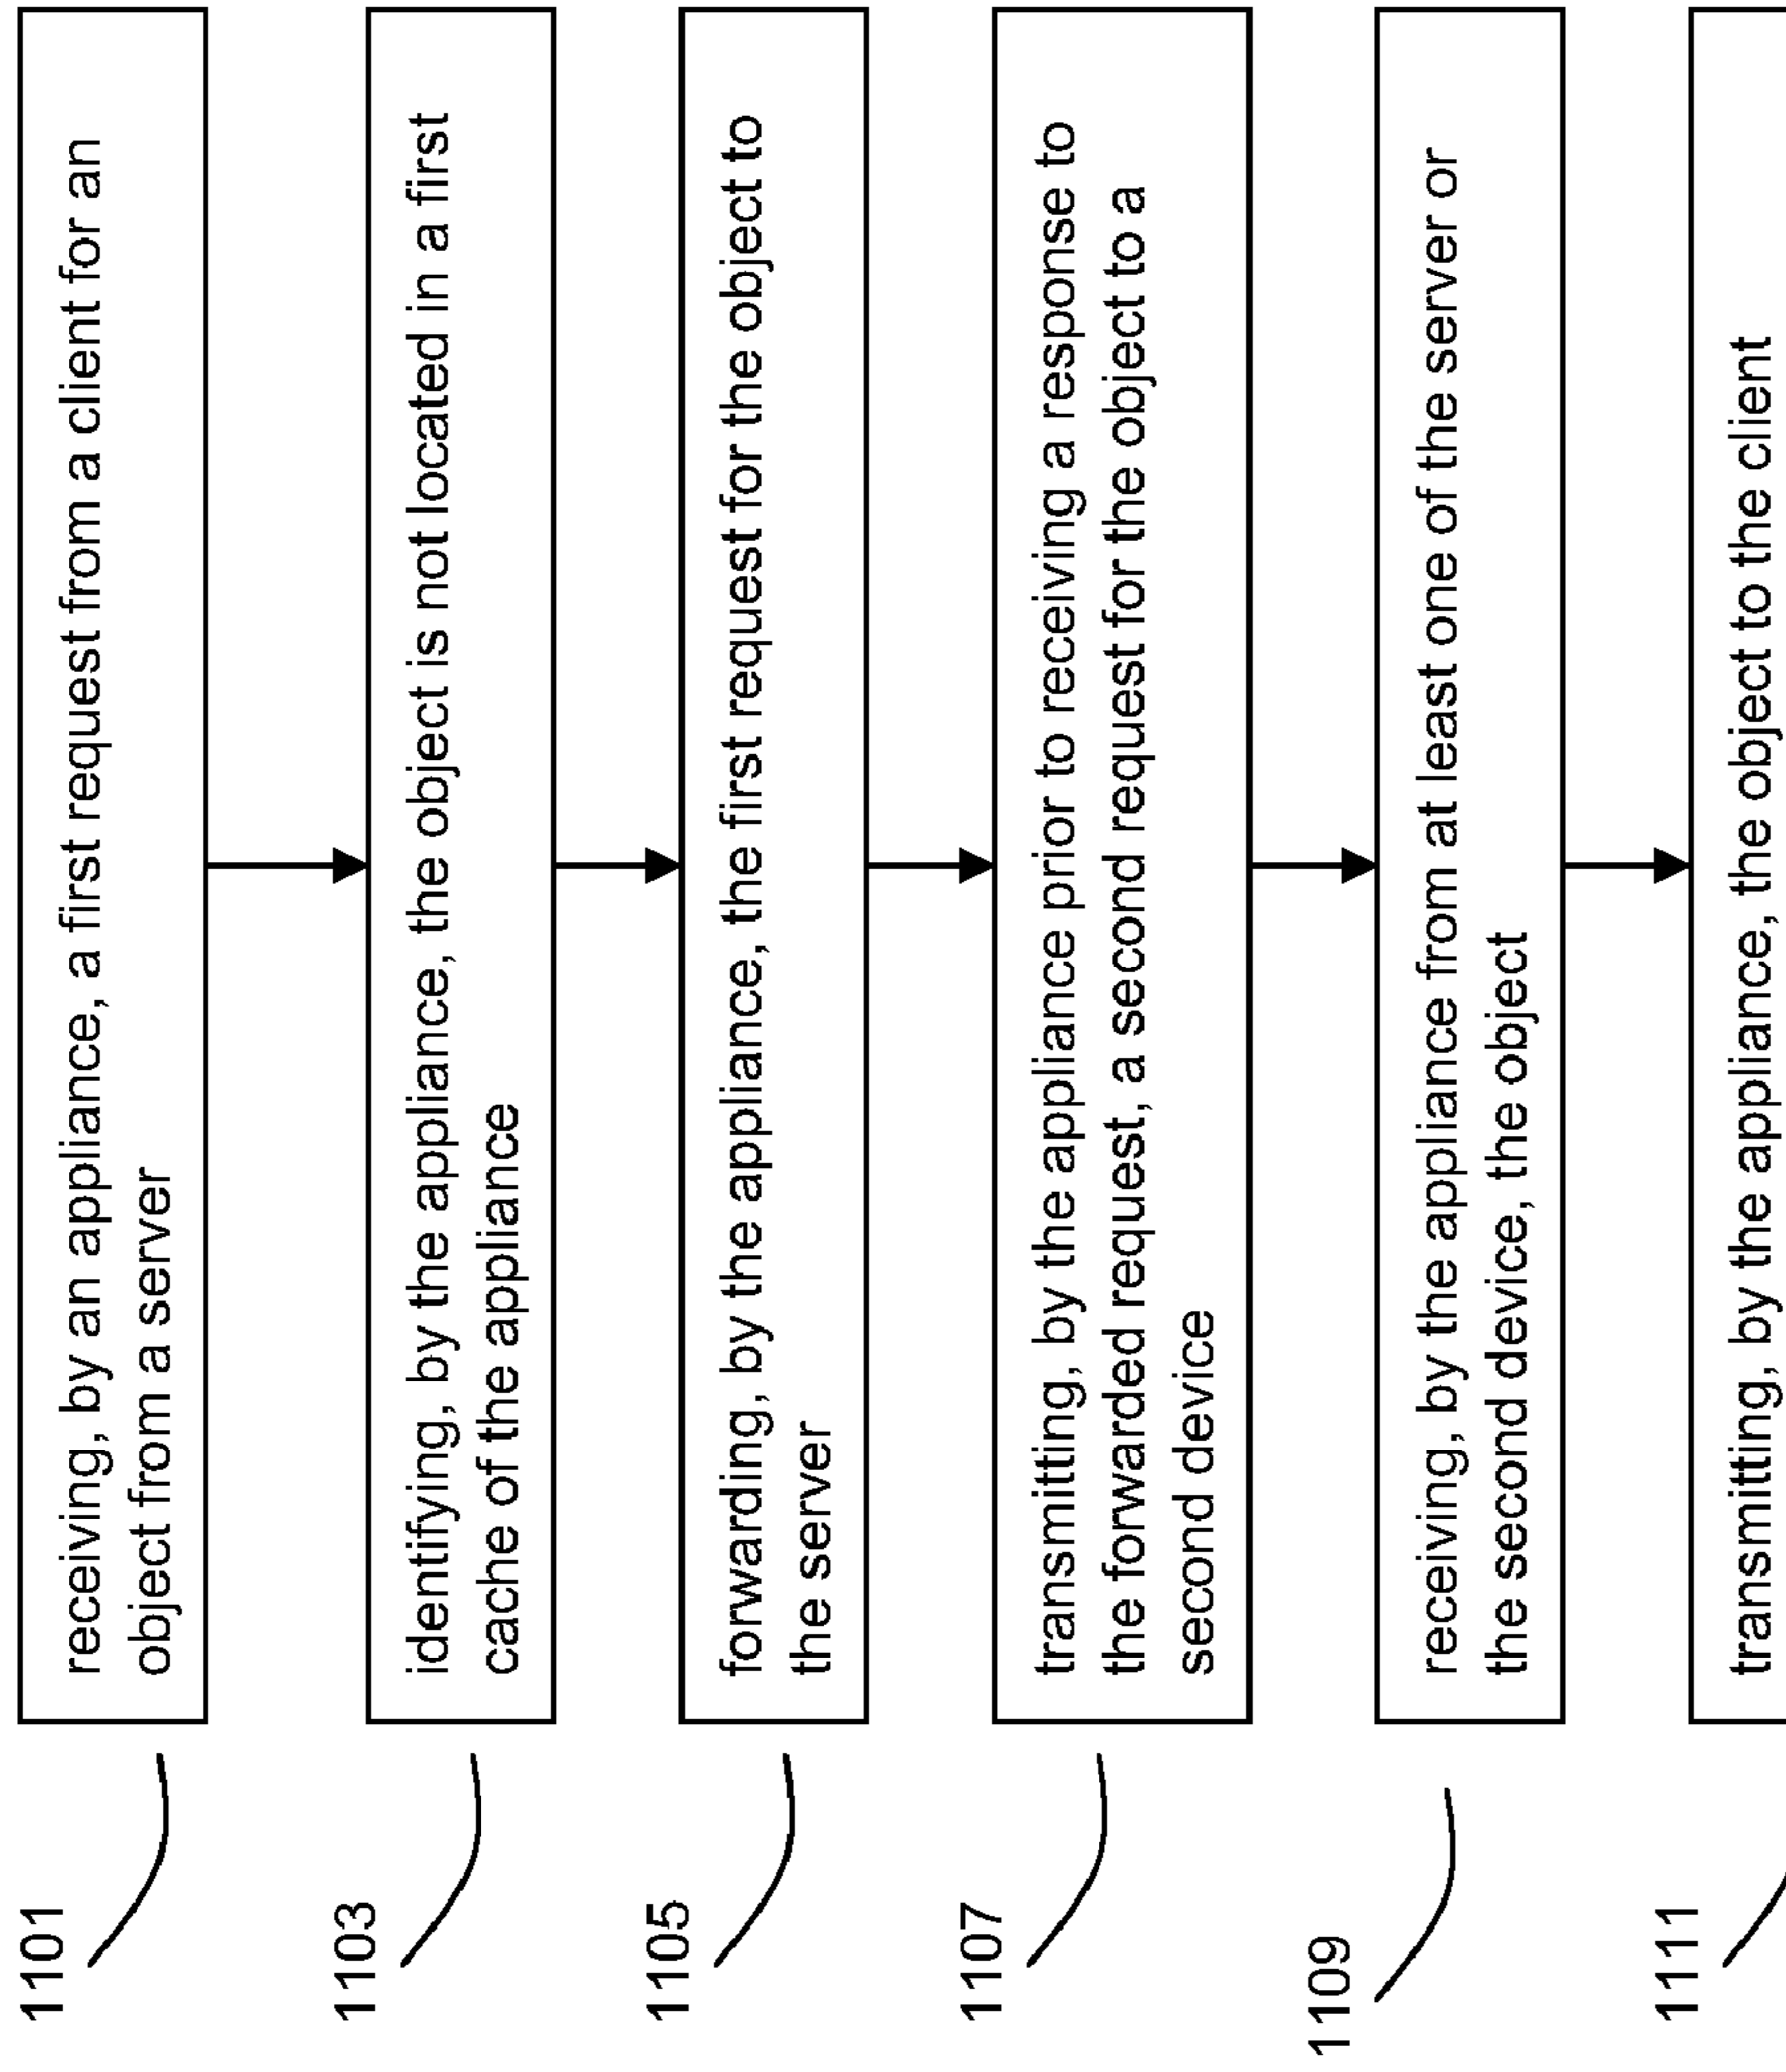 1101
receiving, by an appliance, a first request from a client for an
object from a server
1103
identifying, by the appliance, the object is not located in a first
cache of the appliance
1105
forwarding, by the appliance, the first request for the object to
the server
1107
transmitting, by the appliance prior to receiving a response to
the forwarded request, a second request for the object to a
second device
1109
receiving, by the appliance from at least one of the server or
the second device, the object
1111
transmitting, by the appliance, the object to the client